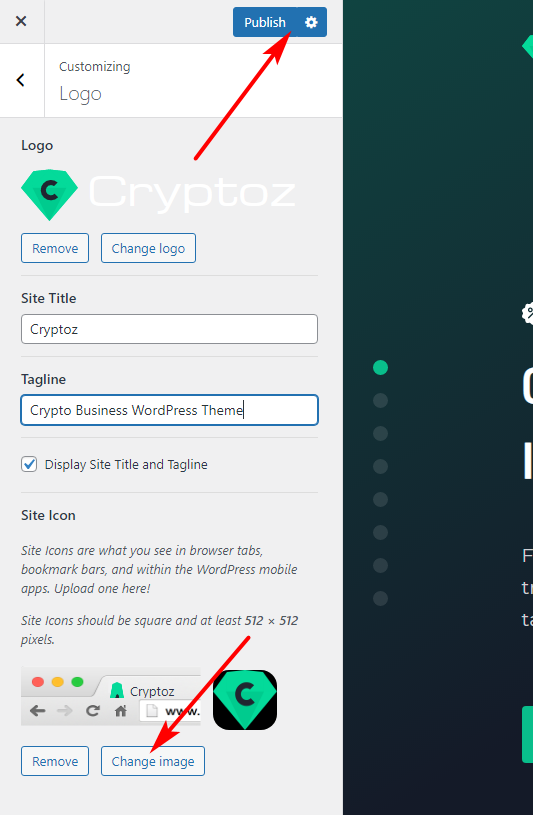 Publish
Customizing
Logo
Logo
C Cryptoz
Remove Change logo
Site Title
Cryptoz
Tagline
Crypto Business WordPress Theme
Display Site Title and Tagline
Site Icon
Site Icons are what you see in browser tabs,
bookmark bars, and within the WordPress mobile
apps. Upload one here!
Site Icons should be square and at least 512 × 512
pixels.
Cryptoz
www.
C
Remove Change image